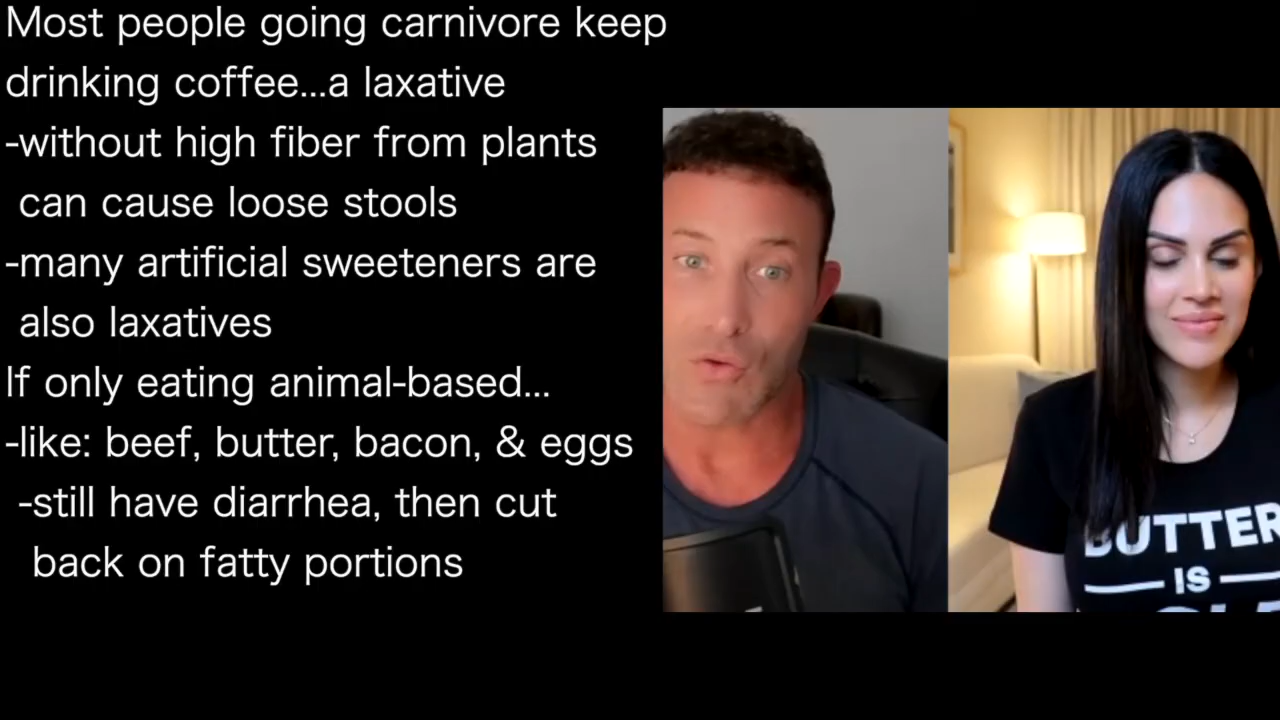 Most people going carnivore keep
drinking coffee...a laxative
-without high fiber from plants
can cause loose stools
-many artificial sweeteners are
also laxatives
If only eating animal-based...
-like: beef, butter, bacon, & eggs
-still have diarrhea, then cut
back on fatty portions
BUTTER
IS